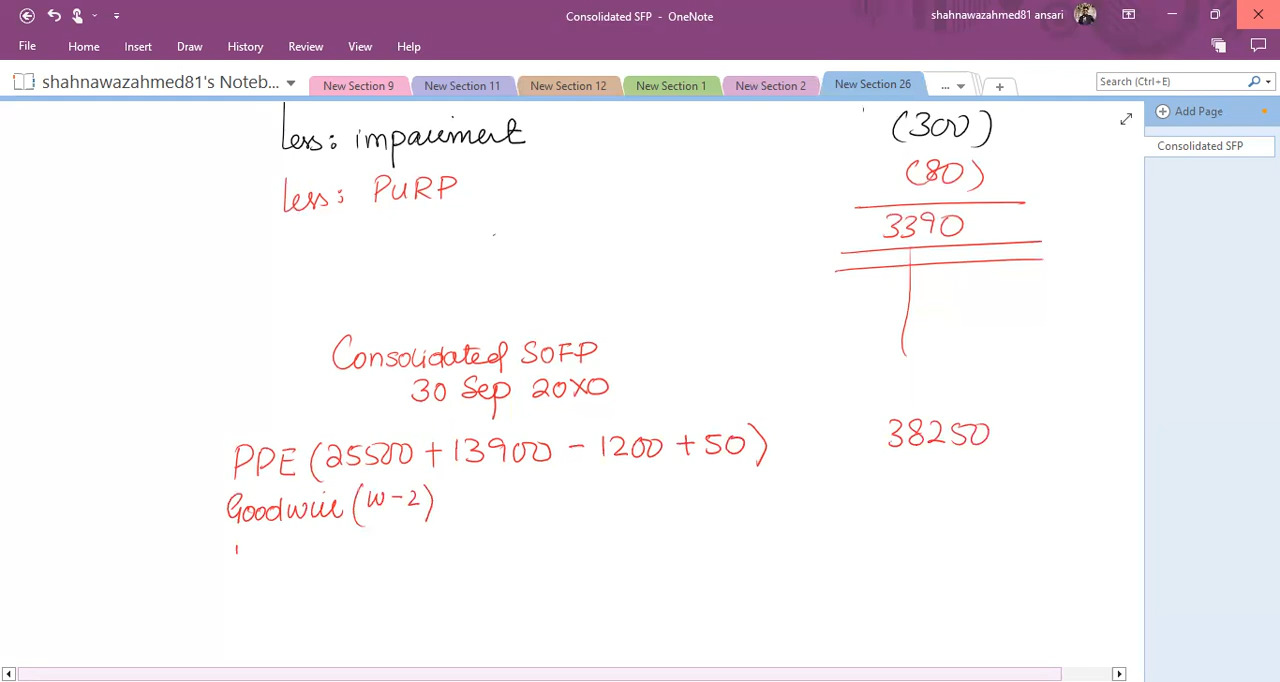 Consolidated SFP - OneNote
shahnawazahmed81 ansari
File Home Insert Draw History Review View Help
shahnawazahmed81's Noteb...
New Section 9 New Section 11 New Section 12 New Section 1 New Section 2 New Section 26 ...
Search (Ctrl+E)
Add Page
Consolidated SFP
less: impairment (300)
less: PURP (80)
3390
Consolidated SOFP
30 Sep 20X0
PPE (25500 + 13900 - 1200 + 50) 38250
Goodwill (W-2)